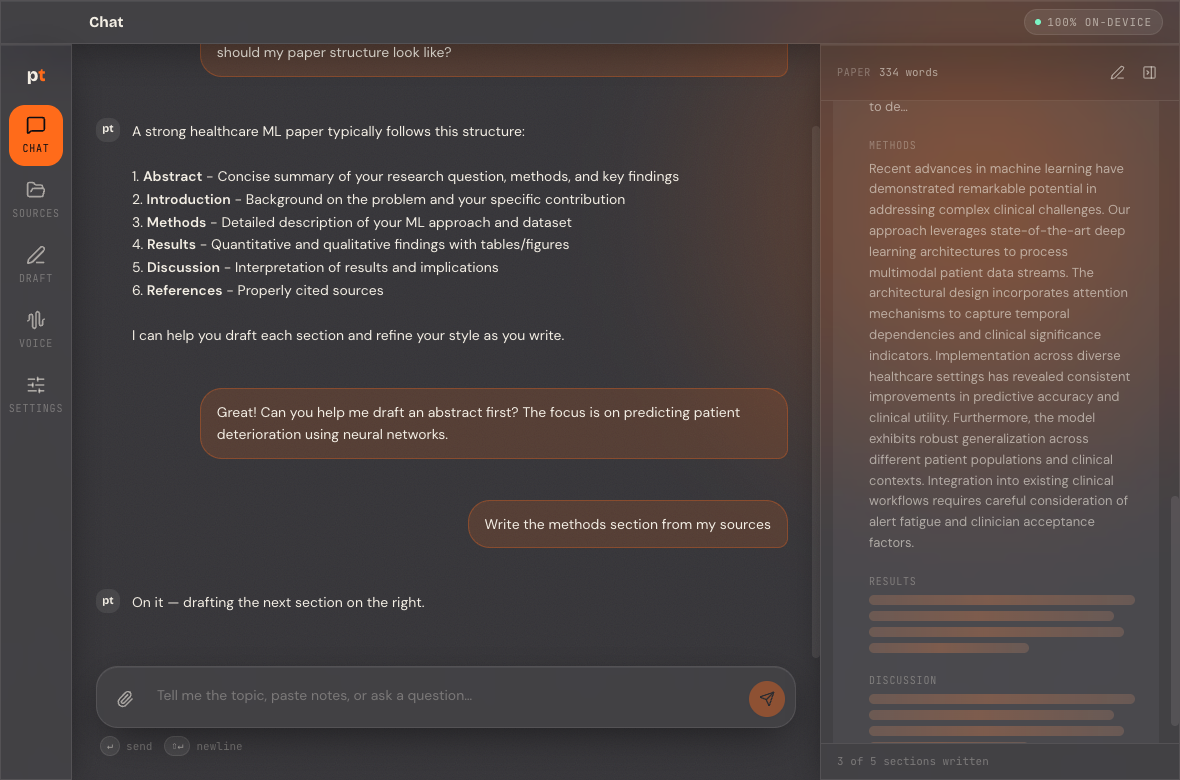 Chat
100% ON-DEVICE
pt
CHAT
SOURCES
DRAFT
VOICE
SETTINGS
should my paper structure look like?
pt
A strong healthcare ML paper typically follows this structure:
1. Abstract – Concise summary of your research question, methods, and key findings
2. Introduction – Background on the problem and your specific contribution
3. Methods – Detailed description of your ML approach and dataset
4. Results – Quantitative and qualitative findings with tables/figures
5. Discussion – Interpretation of results and implications
6. References – Properly cited sources
I can help you draft each section and refine your style as you write.
Great! Can you help me draft an abstract first? The focus is on predicting patient
deterioration using neural networks.
Write the methods section from my sources
pt
On it — drafting the next section on the right.
Tell me the topic, paste notes, or ask a question…
↵ send ⇧↵ newline
PAPER 334 words
to de…
METHODS
Recent advances in machine learning have
demonstrated remarkable potential in
addressing complex clinical challenges. Our
approach leverages state-of-the-art deep
learning architectures to process
multimodal patient data streams. The
architectural design incorporates attention
mechanisms to capture temporal
dependencies and clinical significance
indicators. Implementation across diverse
healthcare settings has revealed consistent
improvements in predictive accuracy and
clinical utility. Furthermore, the model
exhibits robust generalization across
different patient populations and clinical
contexts. Integration into existing clinical
workflows requires careful consideration of
alert fatigue and clinician acceptance
factors.
RESULTS
DISCUSSION
3 of 5 sections written